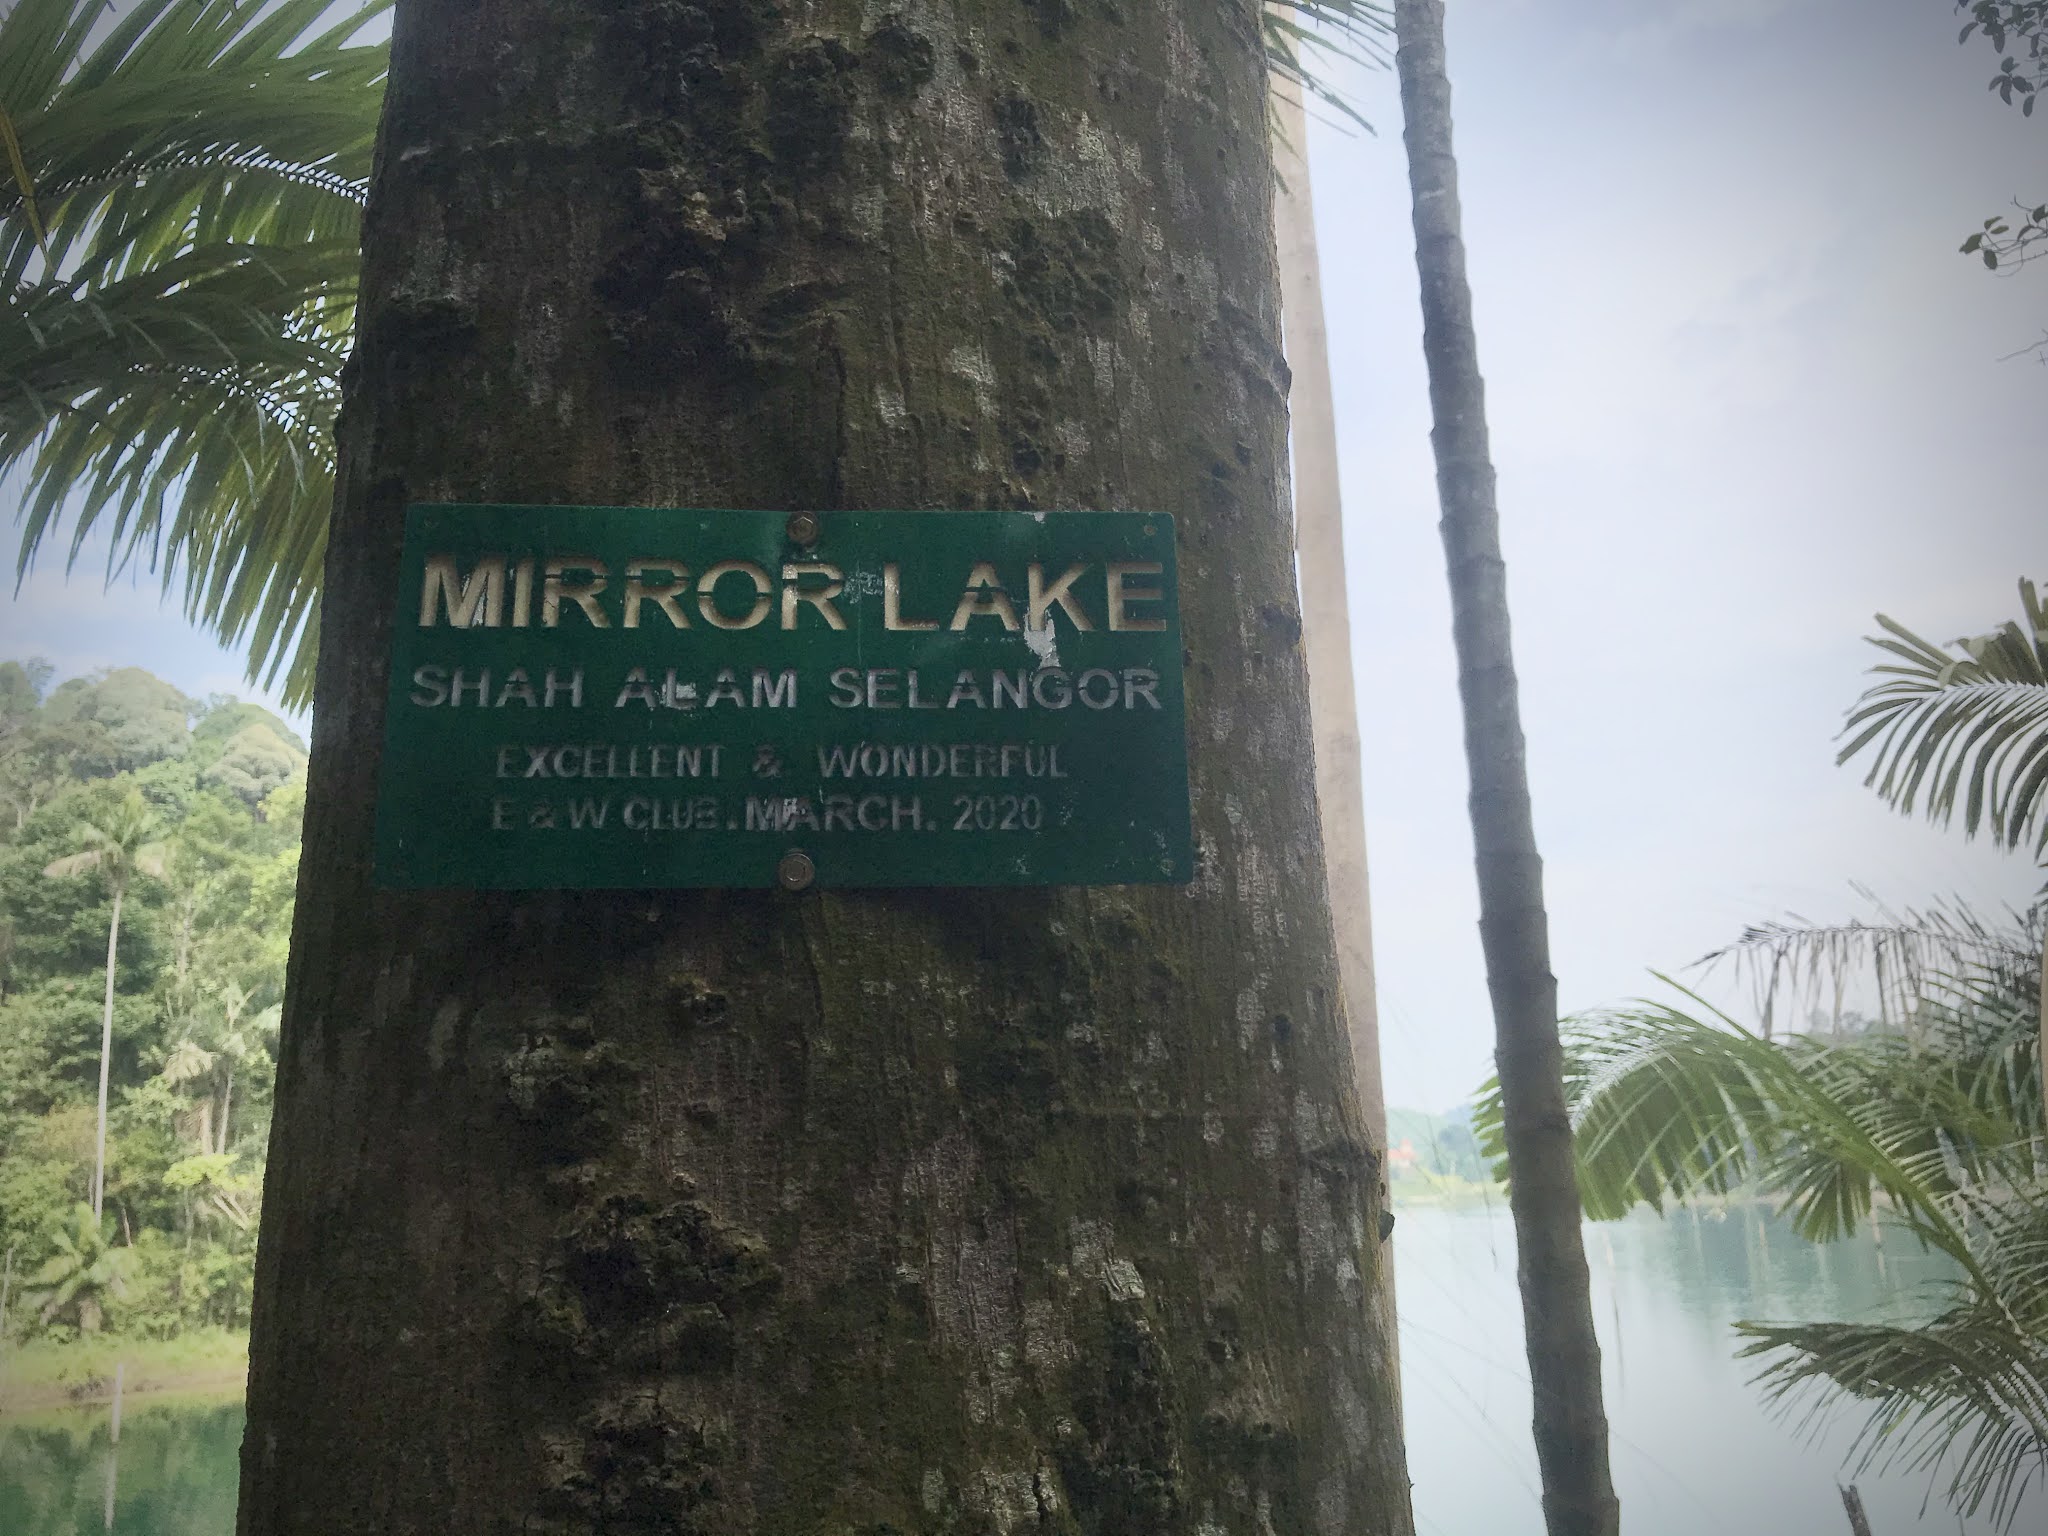 MIRROR LAKE
SHAH ALAM SELANGOR
EXCELLENT & WONDERFUL
E & W CLUB. MARCH. 2020